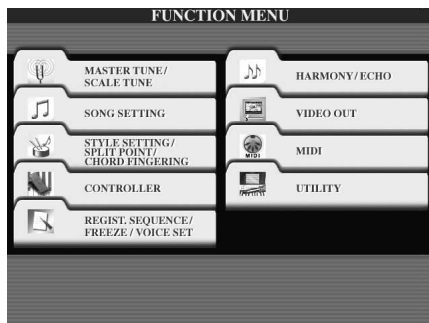 FUNCTION MENU
MASTER TUNE/
SCALE TUNE
SONG SETTING
STYLE SETTING/
SPLIT POINT/
CHORD FINGERING
CONTROLLER
REGIST. SEQUENCE/
FREEZE / VOICE SET
HARMONY/ ECHO
VIDEO OUT
MIDI
MIDI
UTILITY